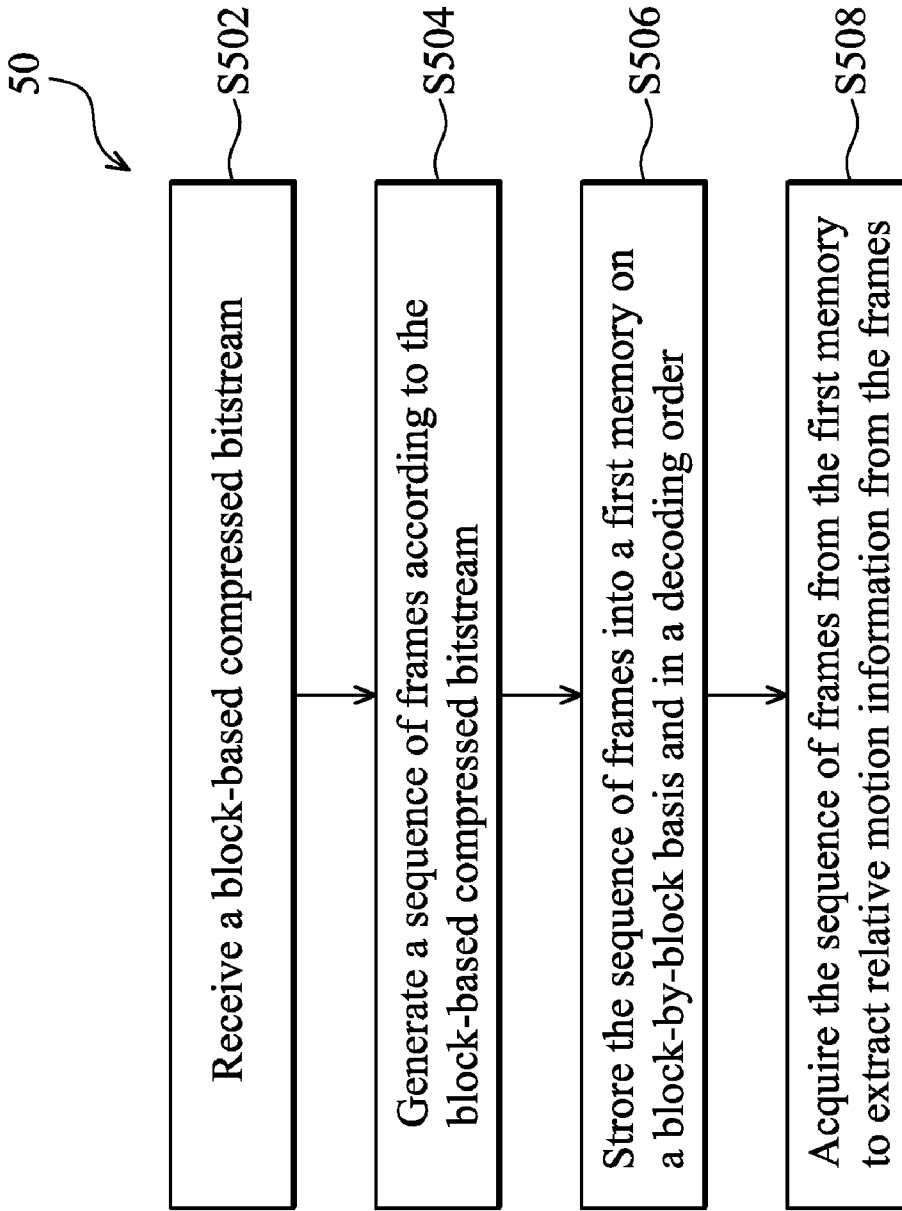 50
Receive a block-based compressed bitstream
S502
Generate a sequence of frames according to the
block-based compressed bitstream
S504
Strore the sequence of frames into a first memory on
a block-by-block basis and in a decoding order
S506
Acquire the sequence of frames from the first memory
to extract relative motion information from the frames
S508